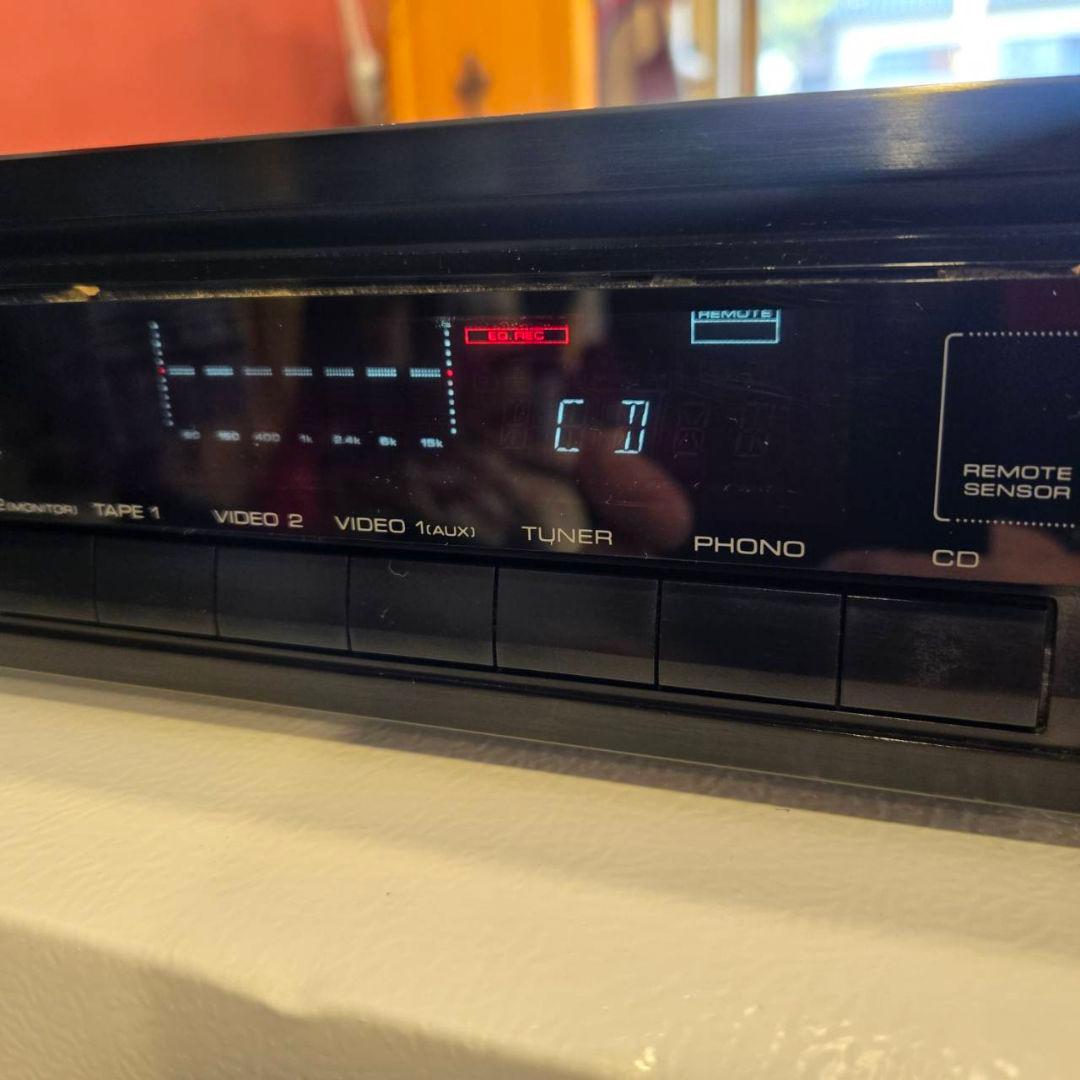 REMOTE
EQ. REC
60 150 400 1k 2.4k 6k 15k
CD
REMOTE
SENSOR
2(MONITOR) TAPE 1 VIDEO 2 VIDEO 1(AUX) TUNER PHONO CD